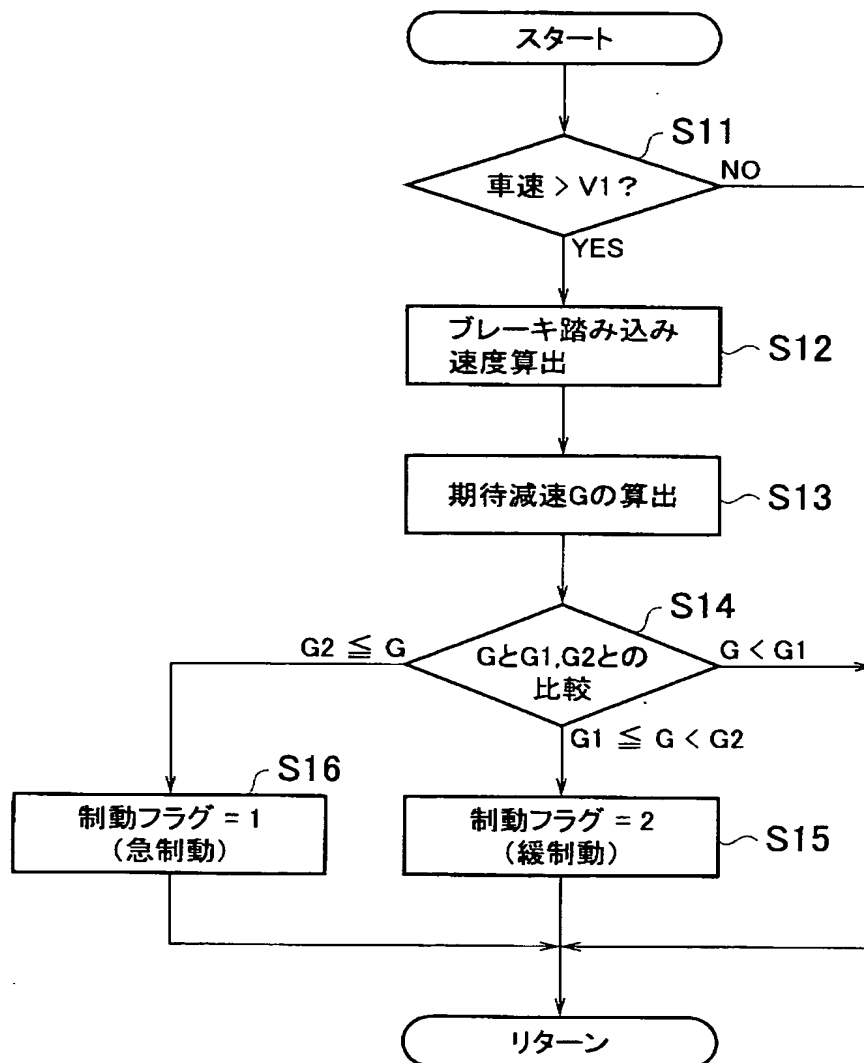 スタート
S11
車速 > V1?
NO
YES
ブレーキ踏み込み
速度算出
S12
期待減速Gの算出
S13
S14
G2 ≦ G
GとG1,G2との
比較
G < G1
G1 ≦ G < G2
S16
制動フラグ = 1
(急制動)
制動フラグ = 2
(緩制動)
S15
リターン